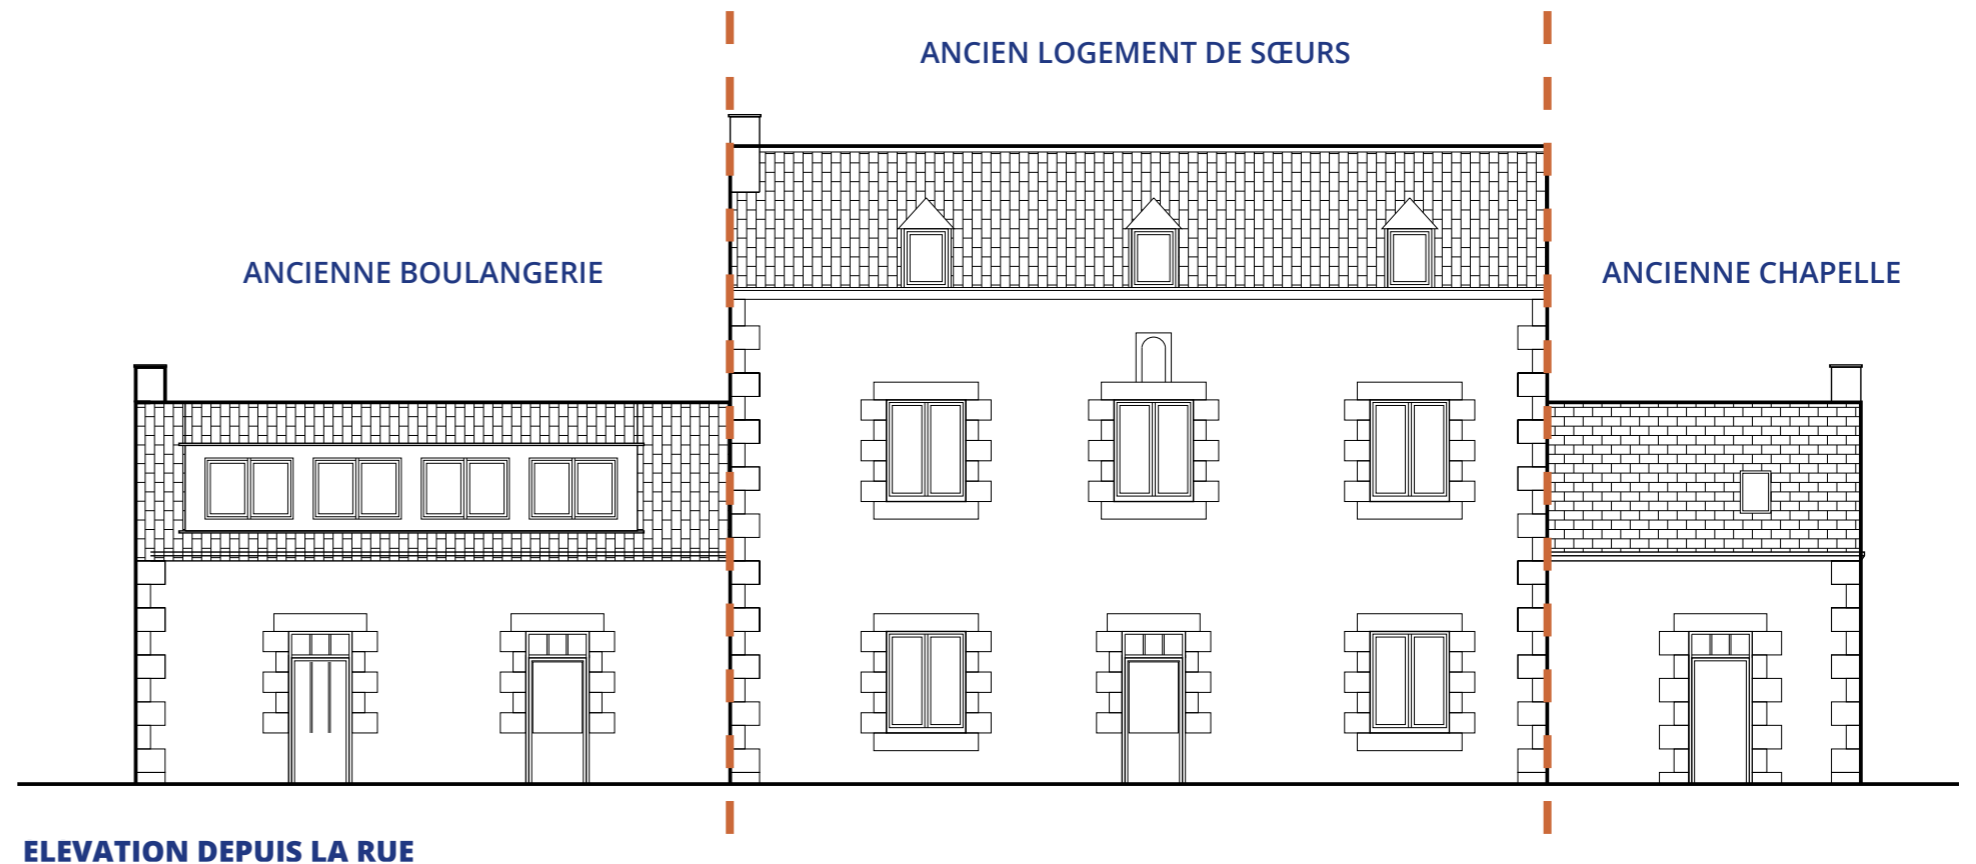 ANCIEN LOGEMENT DE SŒURS
ANCIENNE BOULANGERIE
ANCIENNE CHAPELLE
ELEVATION DEPUIS LA RUE